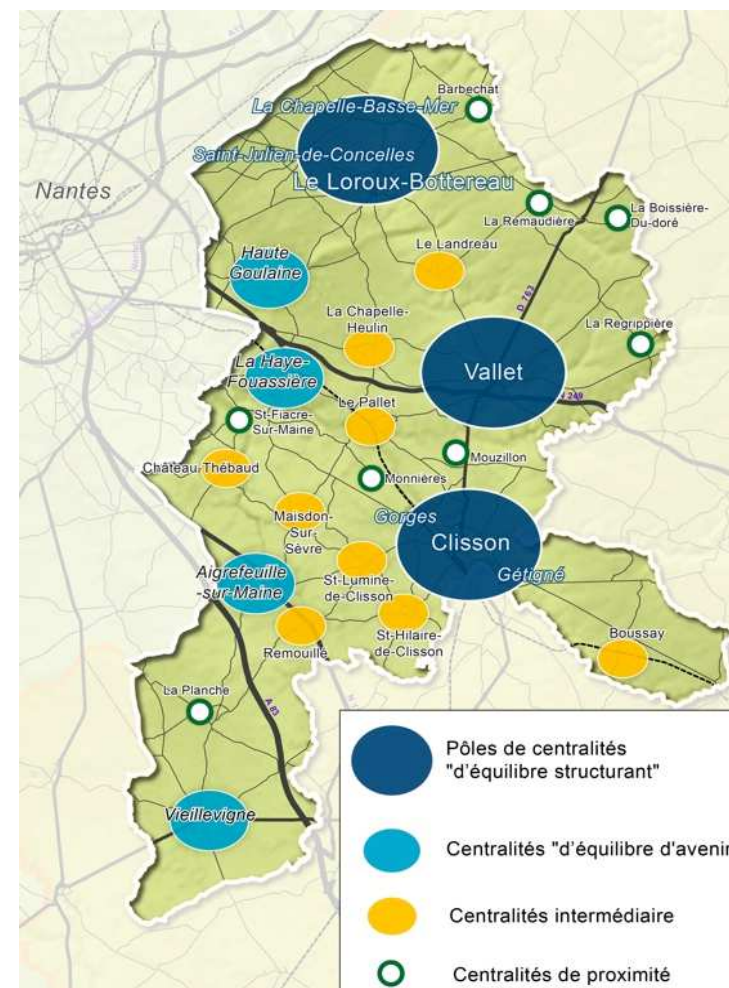 A11
Barbechat
La Chapelle-Basse-Mer
Saint-Julien-de-Concelles
Le Loroux-Bottereau
Nantes
La Remaudière
La Boissière-
Du-doré
Haute
Goulaine
Le Landreau
D 763
La Chapelle-
Heulin
La Regrippière
Vallet
La Haye-
Fouassière
N 249
Le Pallet
St-Fiacre-
Sur-Maine
Mouzillon
Château Thébaud
Monnières
Maisdon-
Sur-
Sèvre
Gorges
Clisson
Gétigné
Aigrefeuille
-sur-Maine
St-Lumine-
de-Clisson
St-Hilaire-
de-Clisson
Remouille
Boussay
La Planche
A 83
Vieillevigne
Pôles de centralités
"d'équilibre structurant"
Centralités "d'équilibre d'avenir
Centralités intermédiaire
Centralités de proximité